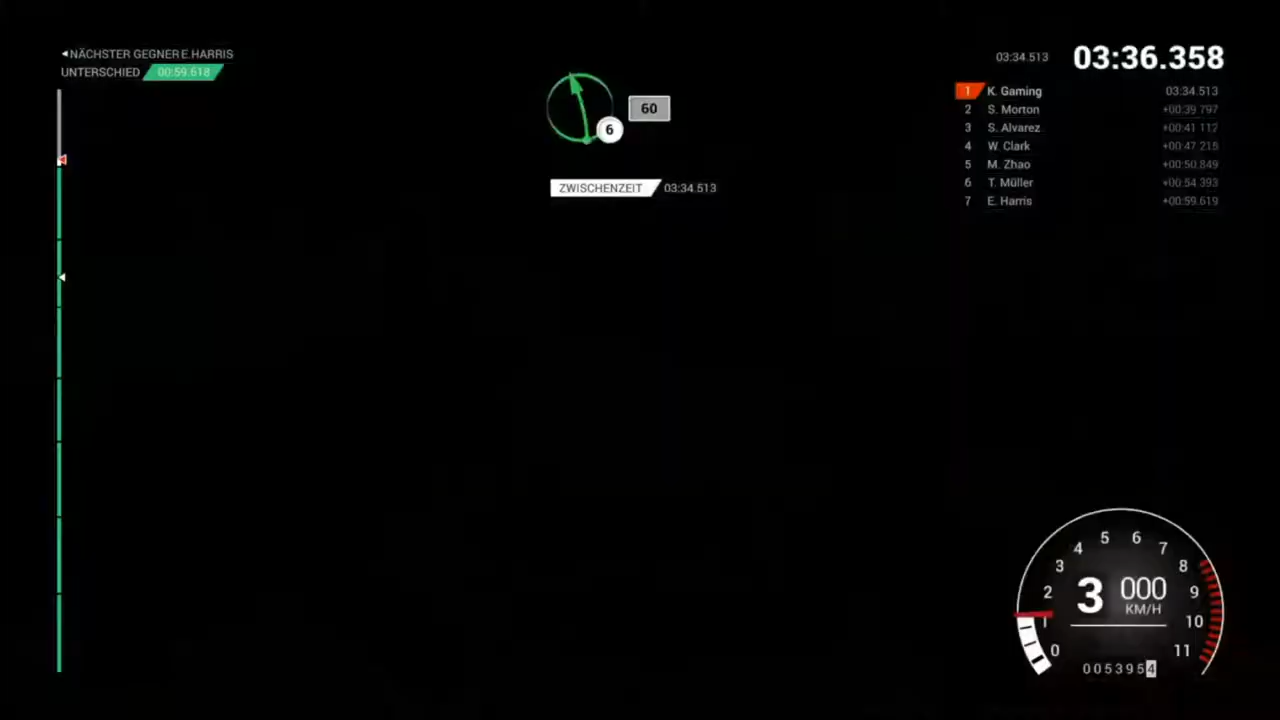 NÄCHSTER GEGNER E. HARRIS
UNTERSCHIED 00:59.618
6
60
ZWISCHENZEIT 03:34.513
03:34.513 03:36.358
1 K. Gaming 03:34.513
2 S. Morton +00:39.797
3 S. Alvarez +00:41.112
4 W. Clark +00:47.215
5 M. Zhao +00:50.849
6 T. Müller +00:54.393
7 E. Harris +00:59.619
0 1 2 3 4 5 6 7 8 9 10 11
3 000
KM/H
0053954